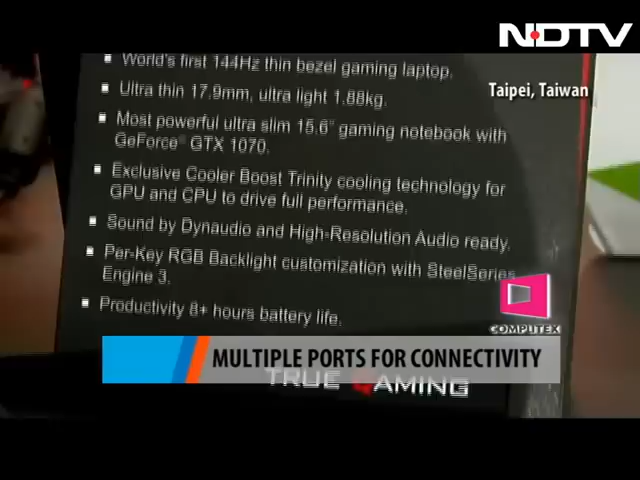 NDTV
World's first 144Hz thin bezel gaming laptop.
Taipei, Taiwan
Ultra thin 17.9mm, ultra light 1.88kg.
Most powerful ultra slim 15.6" gaming notebook with
GeForce® GTX 1070.
Exclusive Cooler Boost Trinity cooling technology for
GPU and CPU to drive full performance.
Sound by Dynaudio and High-Resolution Audio ready.
Per-Key RGB Backlight customization with SteelSeries
Engine 3.
Productivity 8+ hours battery life.
COMPUTEX
MULTIPLE PORTS FOR CONNECTIVITY
TRUE GAMING